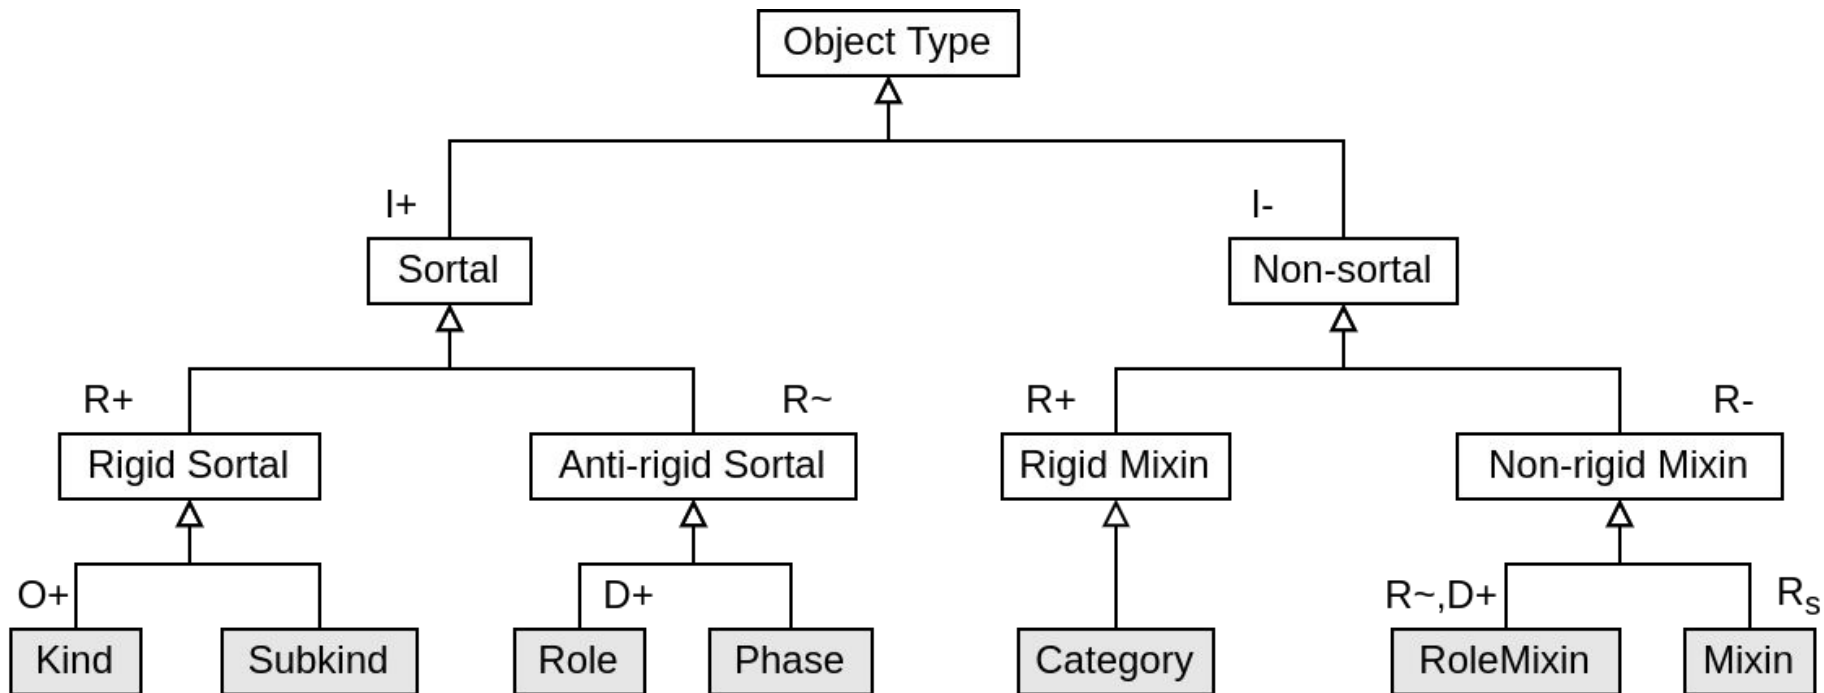 Object Type
I+
I-
Sortal
Non-sortal
R+
R~
R+
R-
Rigid Sortal
Anti-rigid Sortal
Rigid Mixin
Non-rigid Mixin
O+
D+
R~,D+
Rs
Kind
Subkind
Role
Phase
Category
RoleMixin
Mixin